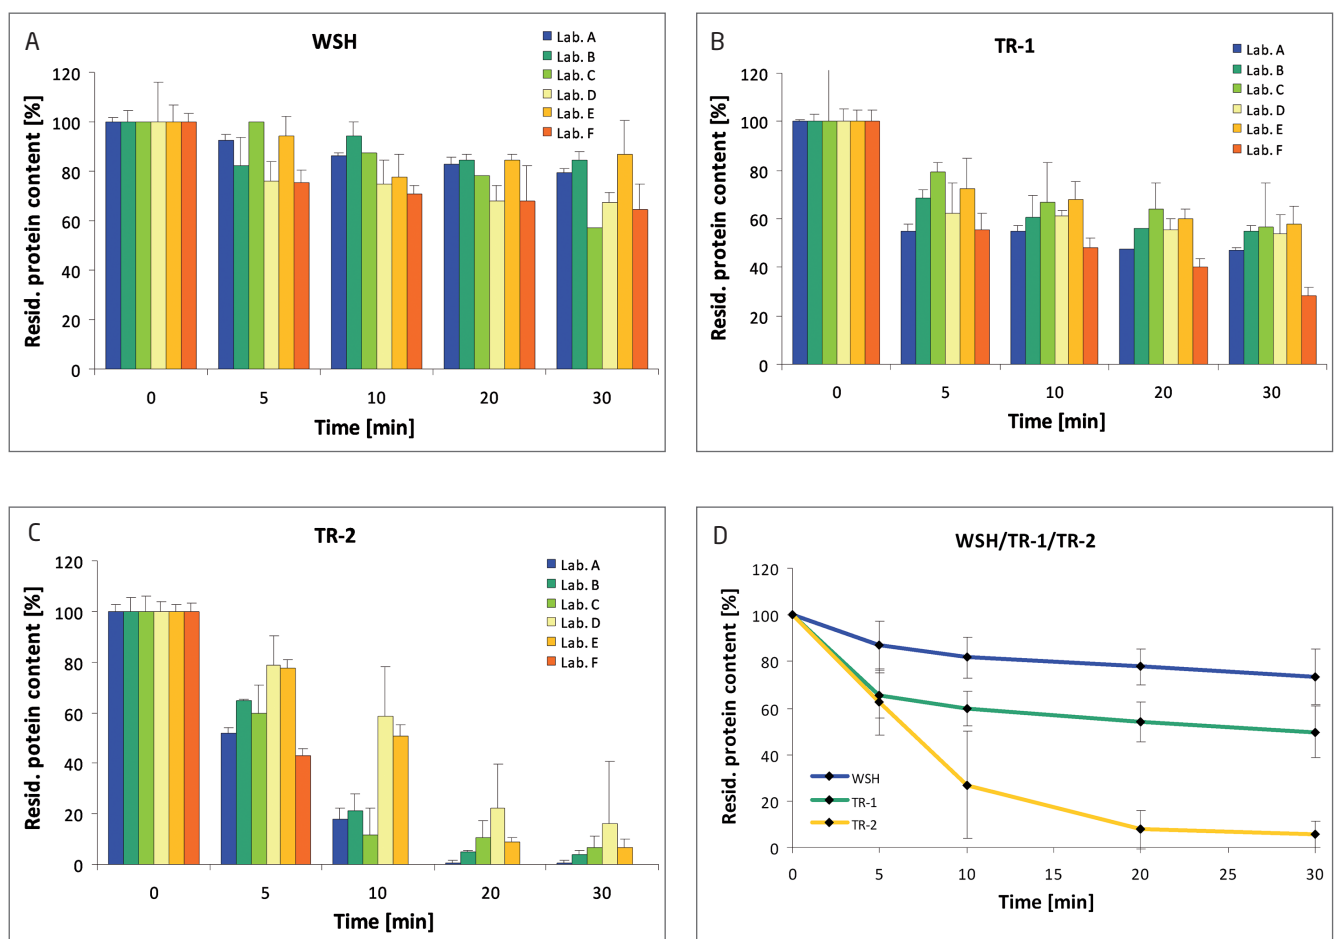 A
WSH
Lab. A
Lab. B
Lab. C
Lab. D
Lab. E
Lab. F
Resid. protein content [%]
120
100
80
60
40
20
0
0 5 10 20 30
Time [min]
B
TR-1
Lab. A
Lab. B
Lab. C
Lab. D
Lab. E
Lab. F
Resid. protein content [%]
120
100
80
60
40
20
0
0 5 10 20 30
Time [min]
C
TR-2
Lab. A
Lab. B
Lab. C
Lab. D
Lab. E
Lab. F
Resid. potein content [%]
120
100
80
60
40
20
0
0 5 10 20 30
Time [min]
D
WSH/TR-1/TR-2
Resid. protein content [%]
120
100
80
60
40
20
0
WSH
TR-1
TR-2
0 5 10 15 20 25 30
Time [min]